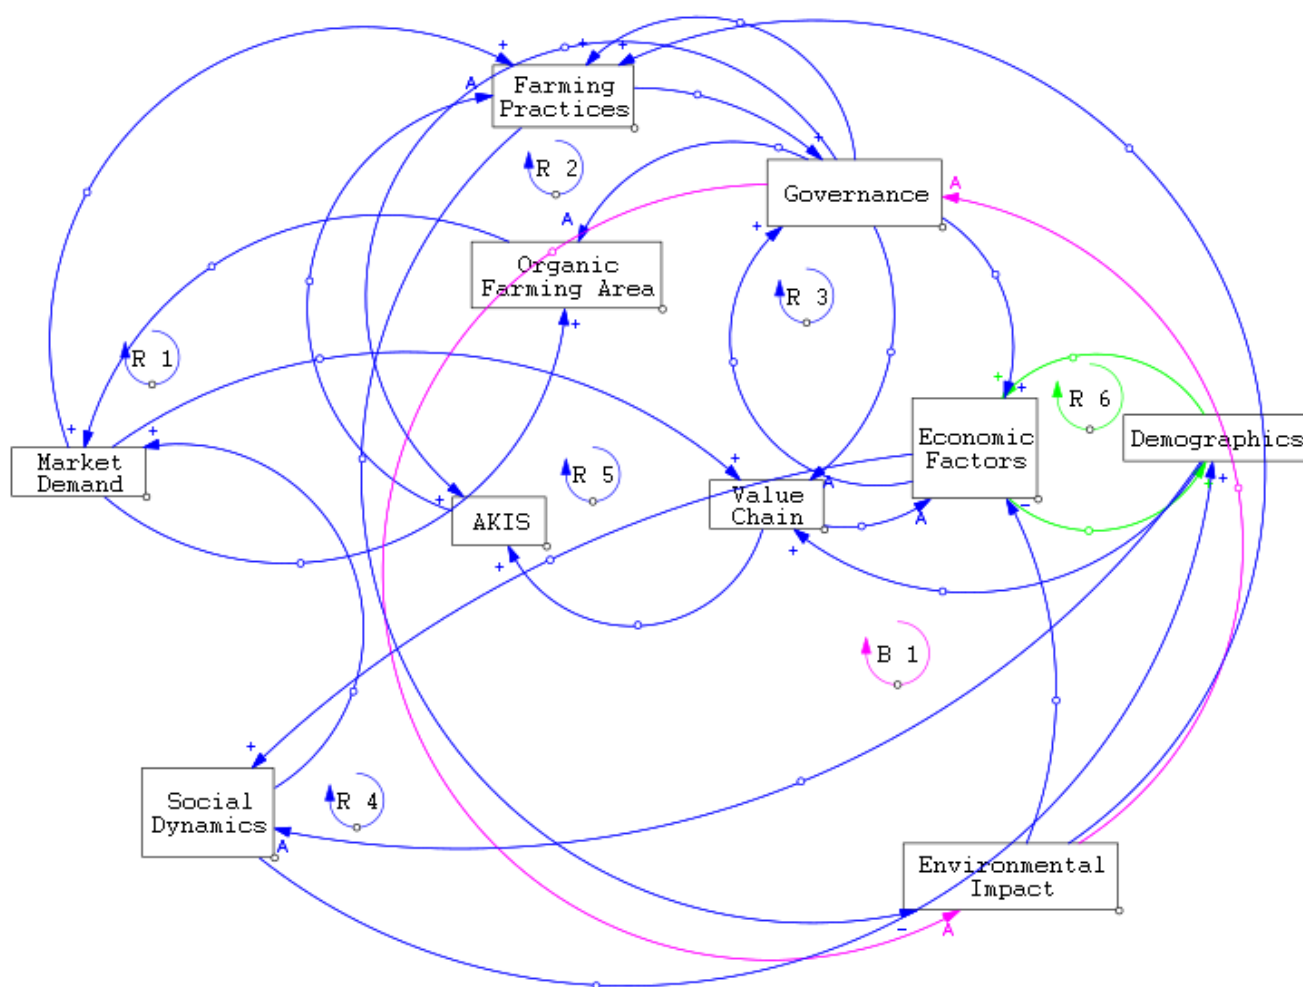 +
+
+
A
Farming
Practices
+
R 2
Governance
A
A
+
Organic
Farming Area
R 3
+
R 1
+
+
R 6
+
+
Economic
Factors
Demographics
Market
Demand
+
R 5
+
AKIS
Value
Chain
A
A
-
+
+
+
+
B 1
+
Social
Dynamics
R 4
A
Environmental
Impact
-
A